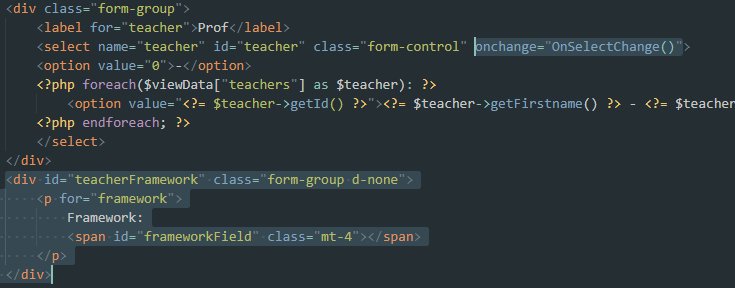 <div class="form-group">
<label for="teacher">Prof</label>
<select name="teacher" id="teacher" class="form-control" onchange="OnSelectChange()">
<option value="0">-</option>
<?php foreach($viewData["teachers"] as $teacher): ?>
<option value="<?= $teacher->getId() ?>"><?= $teacher->getFirstname() ?> - <?= $teacher
<?php endforeach; ?>
</select>
</div>
<div id="teacherFramework" class="form-group d-none">
<p for="framework">
Framework:
<span id="frameworkField" class="mt-4"></span>
</p>
</div>